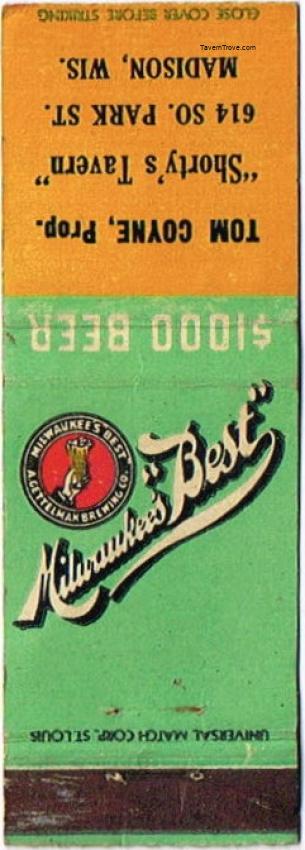 CLOSE COVER BEFORE STRIKING
TavernTrove.com
TOM COYNE, Prop.
"Shorty's Tavern"
614 SO. PARK ST.
MADISON, WIS.
$1000 BEER
MILWAUKEE'S BEST
A. GETTELMAN BREWING CO.
Milwaukee's
"Best"
UNIVERSAL MATCH CORP., ST. LOUIS